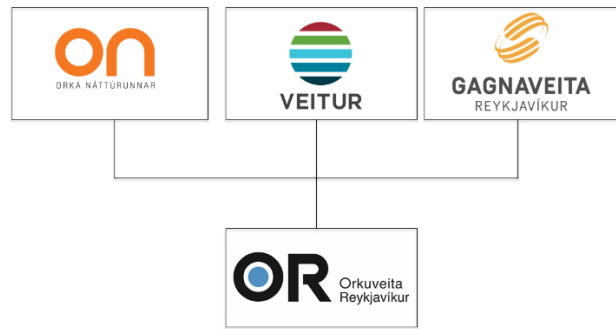 on
ORKA NÁTTÚRUNNAR
VEITUR
GAGNAVEITA
REYKJAVÍKUR
OR
Orkuveita
Reykjavíkur